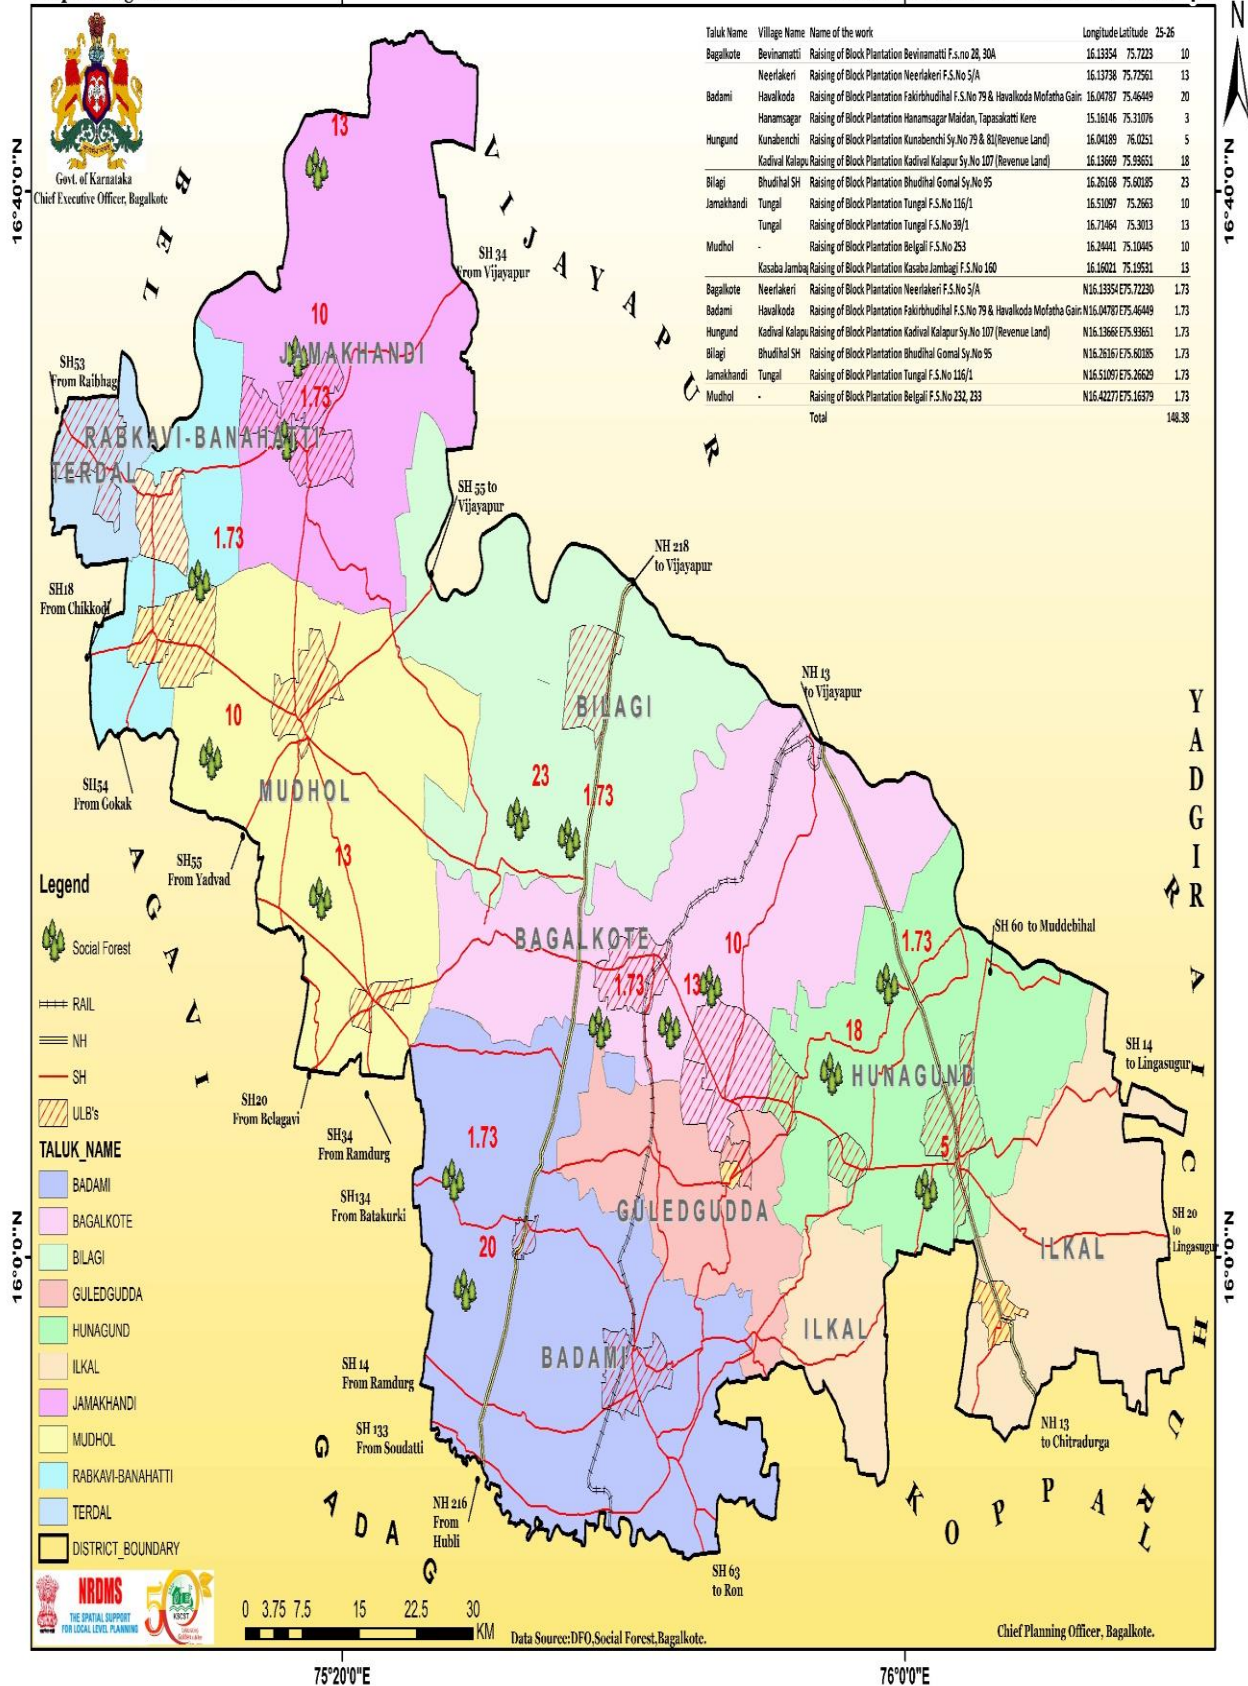 N
Govt. of Karnataka
Chief Executive Officer, Bagalkote
16°40'0"N
16°40'0"N
Taluk Name Village Name Name of the work Longitude Latitude 25-26
Bagalkote Bevinamatti Raising of Block Plantation Bevinamatti F.s.no 28, 30A 16.13354 75.7223 10
Neerlakeri Raising of Block Plantation Neerlakeri F.S.No 5/A 16.13738 75.72561 13
Badami Havalkoda Raising of Block Plantation Fakirbhudihal F.S.No 79 & Havalkoda Mofatha Gair 16.04787 75.46449 20
Hanamsagar Raising of Block Plantation Hanamsagar Maidan, Tapasakatti Kere 15.16146 75.31076 3
Hungund Kunabenchi Raising of Block Plantation Kunabenchi Sy.No 79 & 81(Revenue Land) 16.04189 76.0251 5
Kadival Kalapu Raising of Block Plantation Kadival Kalapur Sy.No 107 (Revenue Land) 16.13669 75.93651 18
Bilagi Bhudihal SH Raising of Block Plantation Bhudihal Gomal Sy.No 95 16.26168 75.60185 23
Jamakhandi Tungal Raising of Block Plantation Tungal F.S.No 116/1 16.51097 75.2663 10
Tungal Raising of Block Plantation Tungal F.S.No 39/1 16.71464 75.3013 13
Mudhol - Raising of Block Plantation Belgali F.S.No 253 16.24441 75.10445 10
Kasaba Jambag Raising of Block Plantation Kasaba Jambagi F.S.No 160 16.16021 75.19531 13
Bagalkote Neerlakeri Raising of Block Plantation Neerlakeri F.S.No 5/A N16.13354 E75.72230 1.73
Badami Havalkoda Raising of Block Plantation Fakirbhudihal F.S.No 79 & Havalkoda Mofatha Gair N16.04787 E75.46449 1.73
Hungund Kadival Kalapu Raising of Block Plantation Kadival Kalapur Sy.No 107 (Revenue Land) N16.13668 E75.93651 1.73
Bilagi Bhudihal SH Raising of Block Plantation Bhudihal Gomal Sy.No 95 N16.26167 E75.60185 1.73
Jamakhandi Tungal Raising of Block Plantation Tungal F.S.No 116/1 N16.51097 E75.26629 1.73
Mudhol - Raising of Block Plantation Belgali F.S.No 232, 233 N16.42277 E75.16379 1.73
Total 148.38
BELAGAVI
VIJAYAPUR
YADGIR
RAICHUR
KOPPAL
GADAG
13
SH 34
From Vijayapur
10
JAMAKHANDI
1.73
SH53
From Raibhag
RABKAVI-BANAHATTI
TERDAL
SH 55 to
Vijayapur
1.73
NH 218
to Vijayapur
SH18
From Chikkodi
NH 13
to Vijayapur
BILAGI
10
MUDHOL
SH54
From Gokak
23
1.73
13
SH55
From Yadvad
BAGALKOTE
10
1.73
SH 60 to Muddebihal
1.73
13
18
HUNAGUND
SH 14
to Lingasugur
SH20
From Belagavi
SH34
From Ramdurg
1.73
5
SH134
From Batakurki
GULEDGUDDA
20
SH 20
to
Lingasugur
ILKAL
16°0'0"N
16°0'0"N
ILKAL
BADAMI
SH 14
From Ramdurg
SH 133
From Soudatti
NH 13
to Chitradurga
NH 216
From
Hubli
SH 63
to Ron
Legend
Social Forest
RAIL
NH
SH
ULB's
TALUK_NAME
BADAMI
BAGALKOTE
BILAGI
GULEDGUDDA
HUNAGUND
ILKAL
JAMAKHANDI
MUDHOL
RABKAVI-BANAHATTI
TERDAL
DISTRICT_BOUNDARY
NRDMS
THE SPATIAL SUPPORT
FOR LOCAL LEVEL PLANNING
50
KSCST
0 3.75 7.5 15 22.5 30
KM
Data Source:DFO,Social Forest,Bagalkote.
Chief Planning Officer, Bagalkote.
75°20'0"E
76°0'0"E